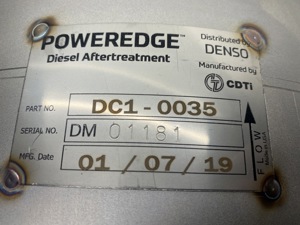 POWEREDGE™
Diesel Aftertreatment
Distributed by
DENSO
Manufactured by
CDTi
PART NO. DC1-0035
SERIAL NO. DM 01181
MFG. Date 01/07/19
FLOW